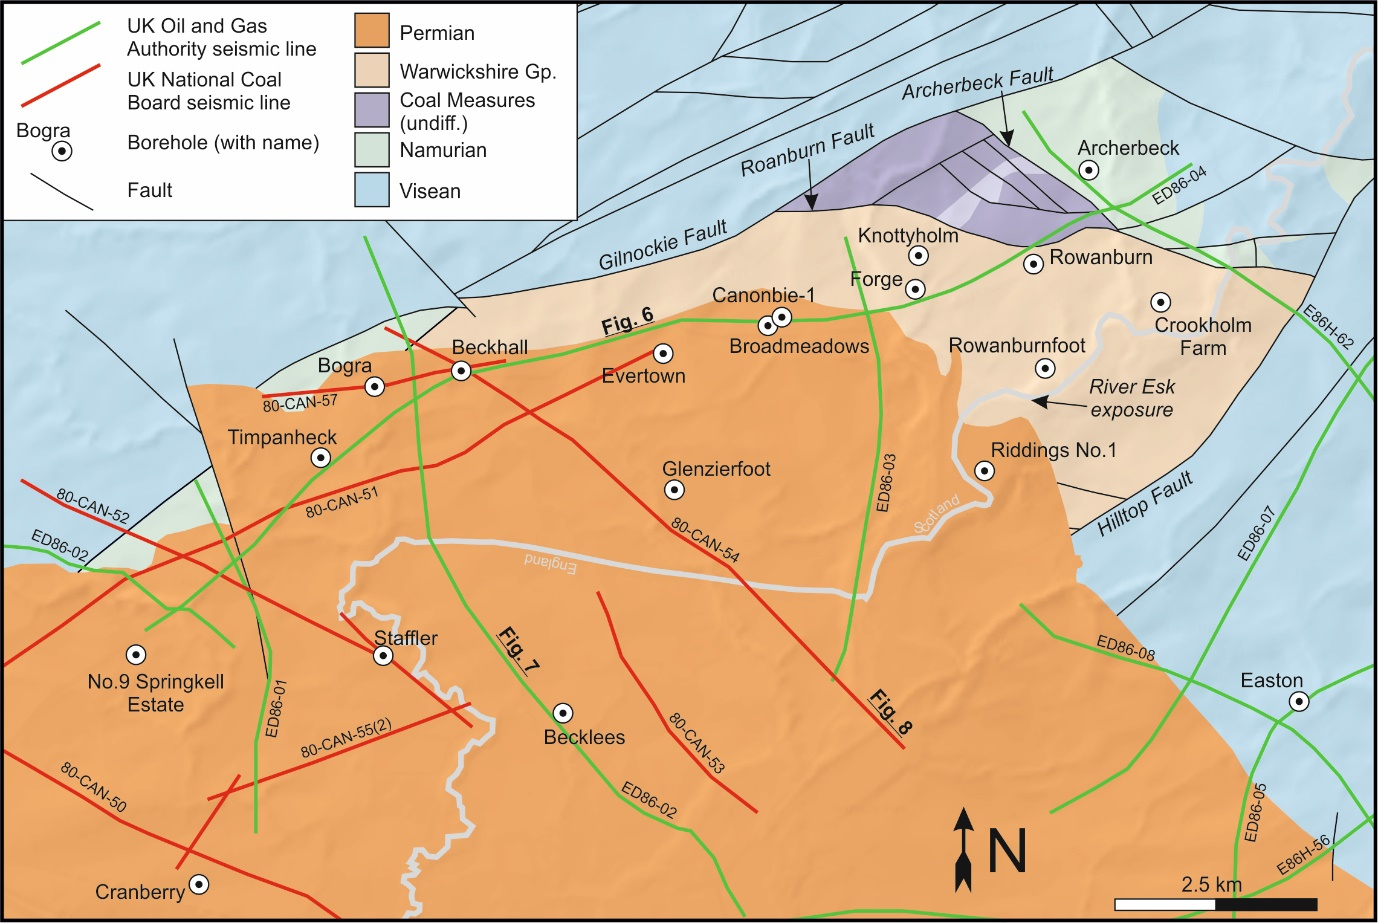 UK Oil and Gas
Authority seismic line
UK National Coal
Board seismic line
Bogra
Borehole (with name)
Fault
Permian
Warwickshire Gp.
Coal Measures
(undiff.)
Namurian
Visean
Archerbeck Fault
Roanburn Fault
Gilnockie Fault
Archerbeck
ED86-04
Knottyholm
Rowanburn
Forge
Canonbie-1
Broadmeadows
Fig. 6
Crookholm
Farm
E86H-62
Beckhall
Bogra
Evertown
Rowanburnfoot
River Esk
exposure
80-CAN-57
Timpanheck
Glenzierfoot
Riddings No.1
80-CAN-51
80-CAN-52
ED86-02
ED86-03
Scotland
England
Hilltop Fault
ED86-07
80-CAN-54
Staffler
Fig. 7
No.9 Springkell
Estate
ED86-01
80-CAN-55(2)
Becklees
80-CAN-53
Fig. 8
ED86-08
Easton
80-CAN-50
ED86-02
ED86-05
E86H-56
Cranberry
N
2.5 km